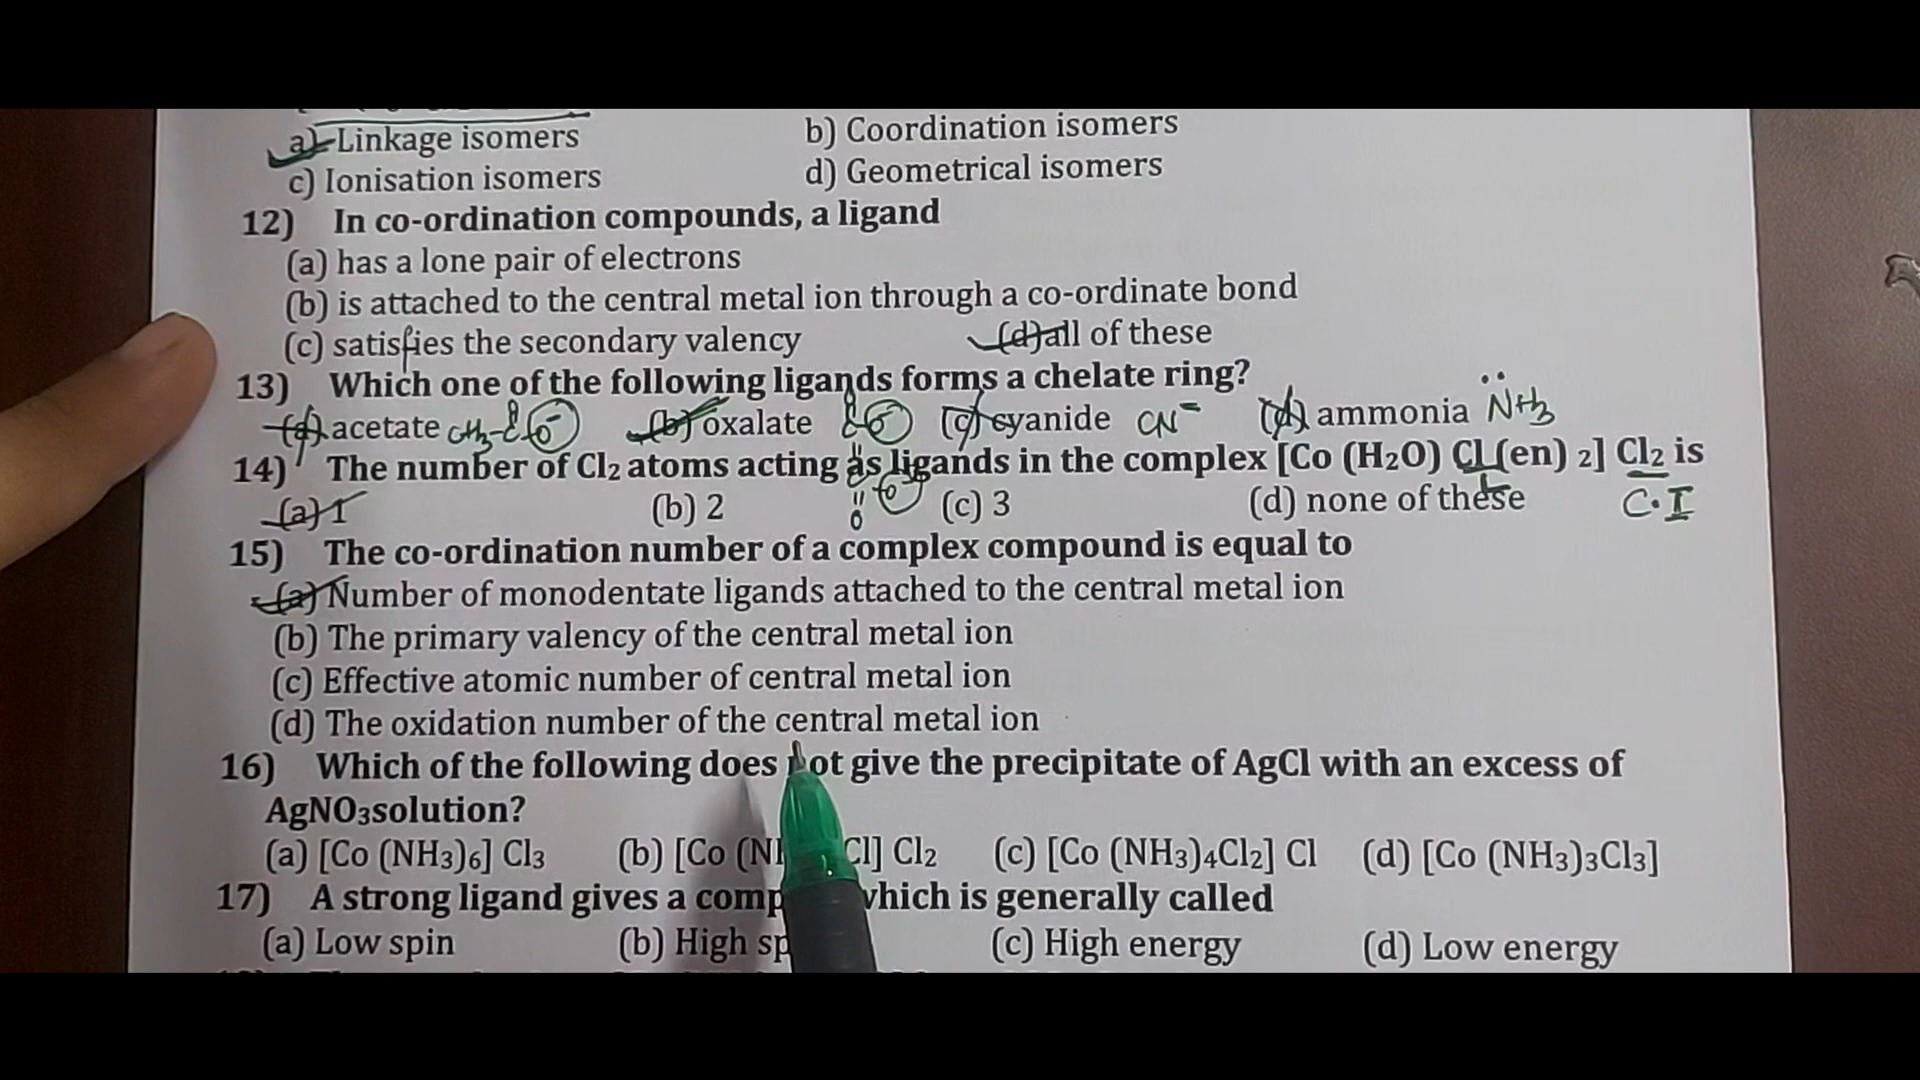 a) Linkage isomers b) Coordination isomers
c) Ionisation isomers d) Geometrical isomers
12) In co-ordination compounds, a ligand
(a) has a lone pair of electrons
(b) is attached to the central metal ion through a co-ordinate bond
(c) satisfies the secondary valency (d) all of these
13) Which one of the following ligands forms a chelate ring?
(a) acetate (b) oxalate (c) cyanide CN⁻ (d) ammonia NH3
14) The number of Cl2 atoms acting as ligands in the complex [Co (H2O) Cl (en) 2] Cl2 is
(a) 1 (b) 2 (c) 3 (d) none of these C.I
15) The co-ordination number of a complex compound is equal to
(a) Number of monodentate ligands attached to the central metal ion
(b) The primary valency of the central metal ion
(c) Effective atomic number of central metal ion
(d) The oxidation number of the central metal ion
16) Which of the following does not give the precipitate of AgCl with an excess of
AgNO3solution?
(a) [Co (NH3)6] Cl3 (b) [Co Cl] Cl2 (c) [Co (NH3)4Cl2] Cl (d) [Co (NH3)3Cl3]
17) A strong ligand gives a which is generally called
(a) Low spin (b) High (c) High energy (d) Low energy